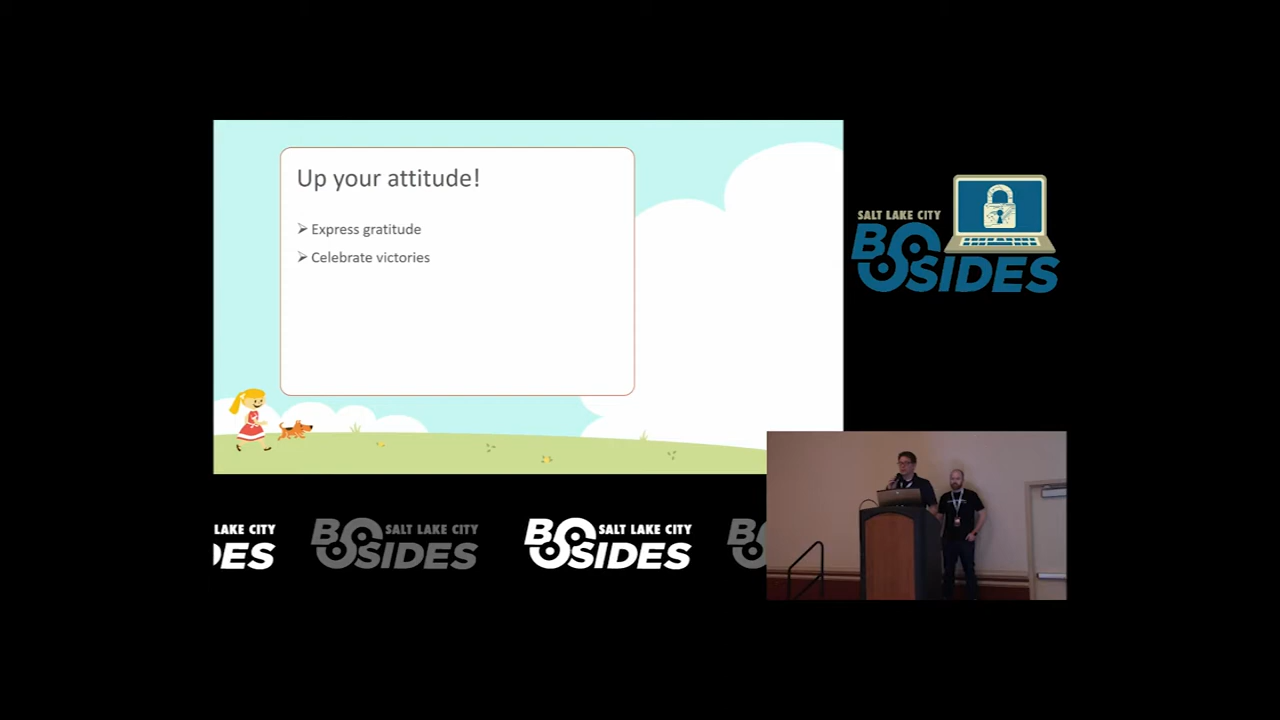 Up your attitude!
➢ Express gratitude
➢ Celebrate victories
SALT LAKE CITY
BSIDES
LAKE CITY
DES
SALT LAKE CITY
BSIDES
SALT LAKE CITY
BSIDES
B